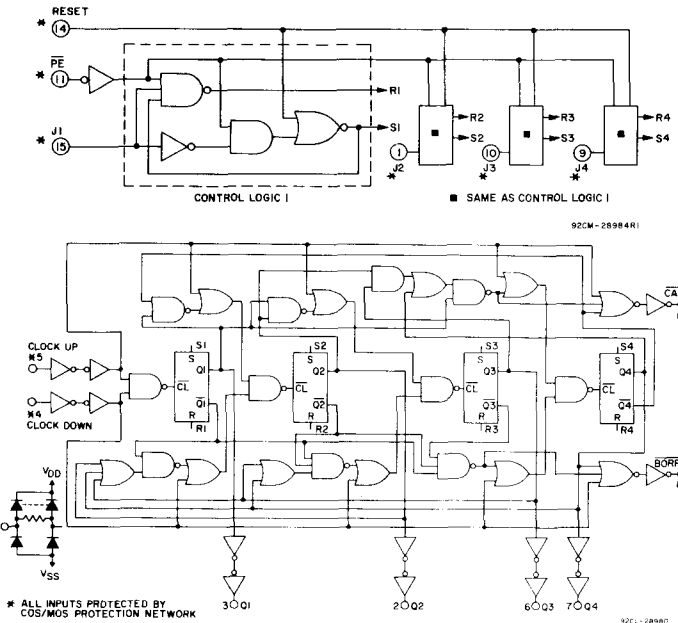 * RESET
14
* PE
11
* J1
15
R1
S1
CONTROL LOGIC 1
1
J2
*
R2
S2
10
J3
*
R3
S3
9
J4
*
R4
S4
■ SAME AS CONTROL LOGIC 1
92CM-28984R1
CLOCK UP
*5
*4
CLOCK DOWN
CL
S1
S
Q1
Q1
R
R1
CL
S2
S
Q2
Q2
R
R2
CL
S3
S
Q3
Q3
R
R3
CL
S4
S
Q4
Q4
R
R4
CA
BORR
VDD
VSS
3 Q1
2 Q2
6 Q3
7 Q4
* ALL INPUTS PROTECTED BY
COS/MOS PROTECTION NETWORK